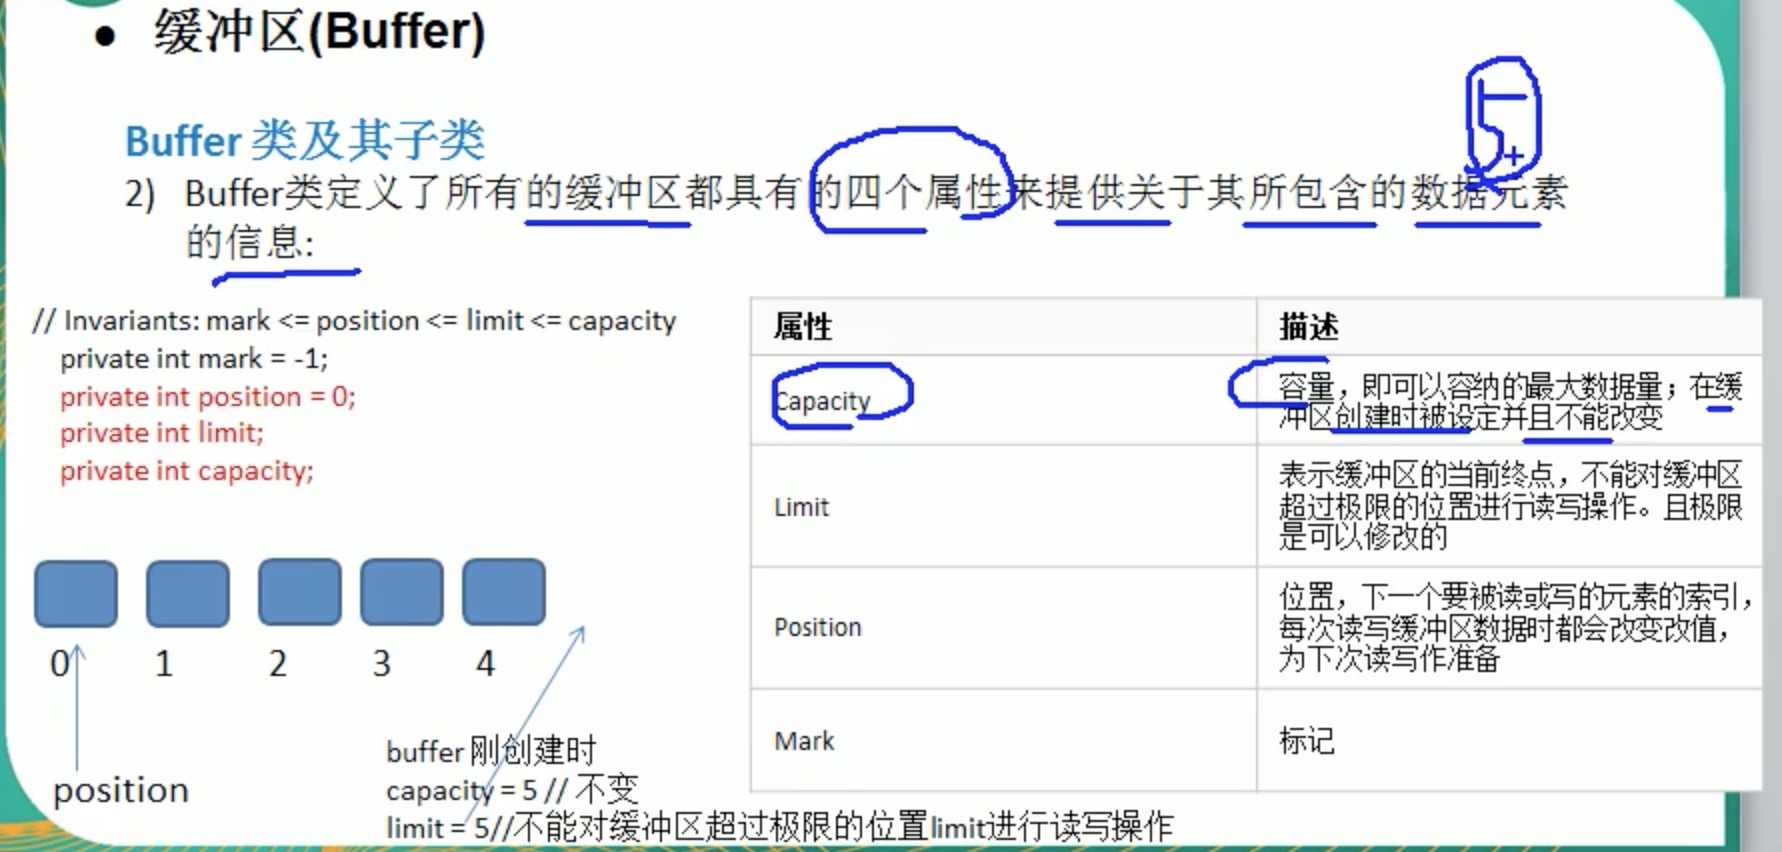 ● 缓冲区(Buffer)
Buffer 类及其子类
2) Buffer类定义了所有的缓冲区都具有的四个属性来提供关于其所包含的数据元素
的信息:
// Invariants: mark <= position <= limit <= capacity
private int mark = -1;
private int position = 0;
private int limit;
private int capacity;
属性 描述
Capacity 容量，即可以容纳的最大数据量；在缓
冲区创建时被设定并且不能改变
Limit 表示缓冲区的当前终点，不能对缓冲区
超过极限的位置进行读写操作。且极限
是可以修改的
Position 位置，下一个要被读或写的元素的索引，
每次读写缓冲区数据时都会改变改值，
为下次读写作准备
Mark 标记
0 1 2 3 4
position
buffer 刚创建时
capacity = 5 // 不变
limit = 5//不能对缓冲区超过极限的位置limit进行读写操作